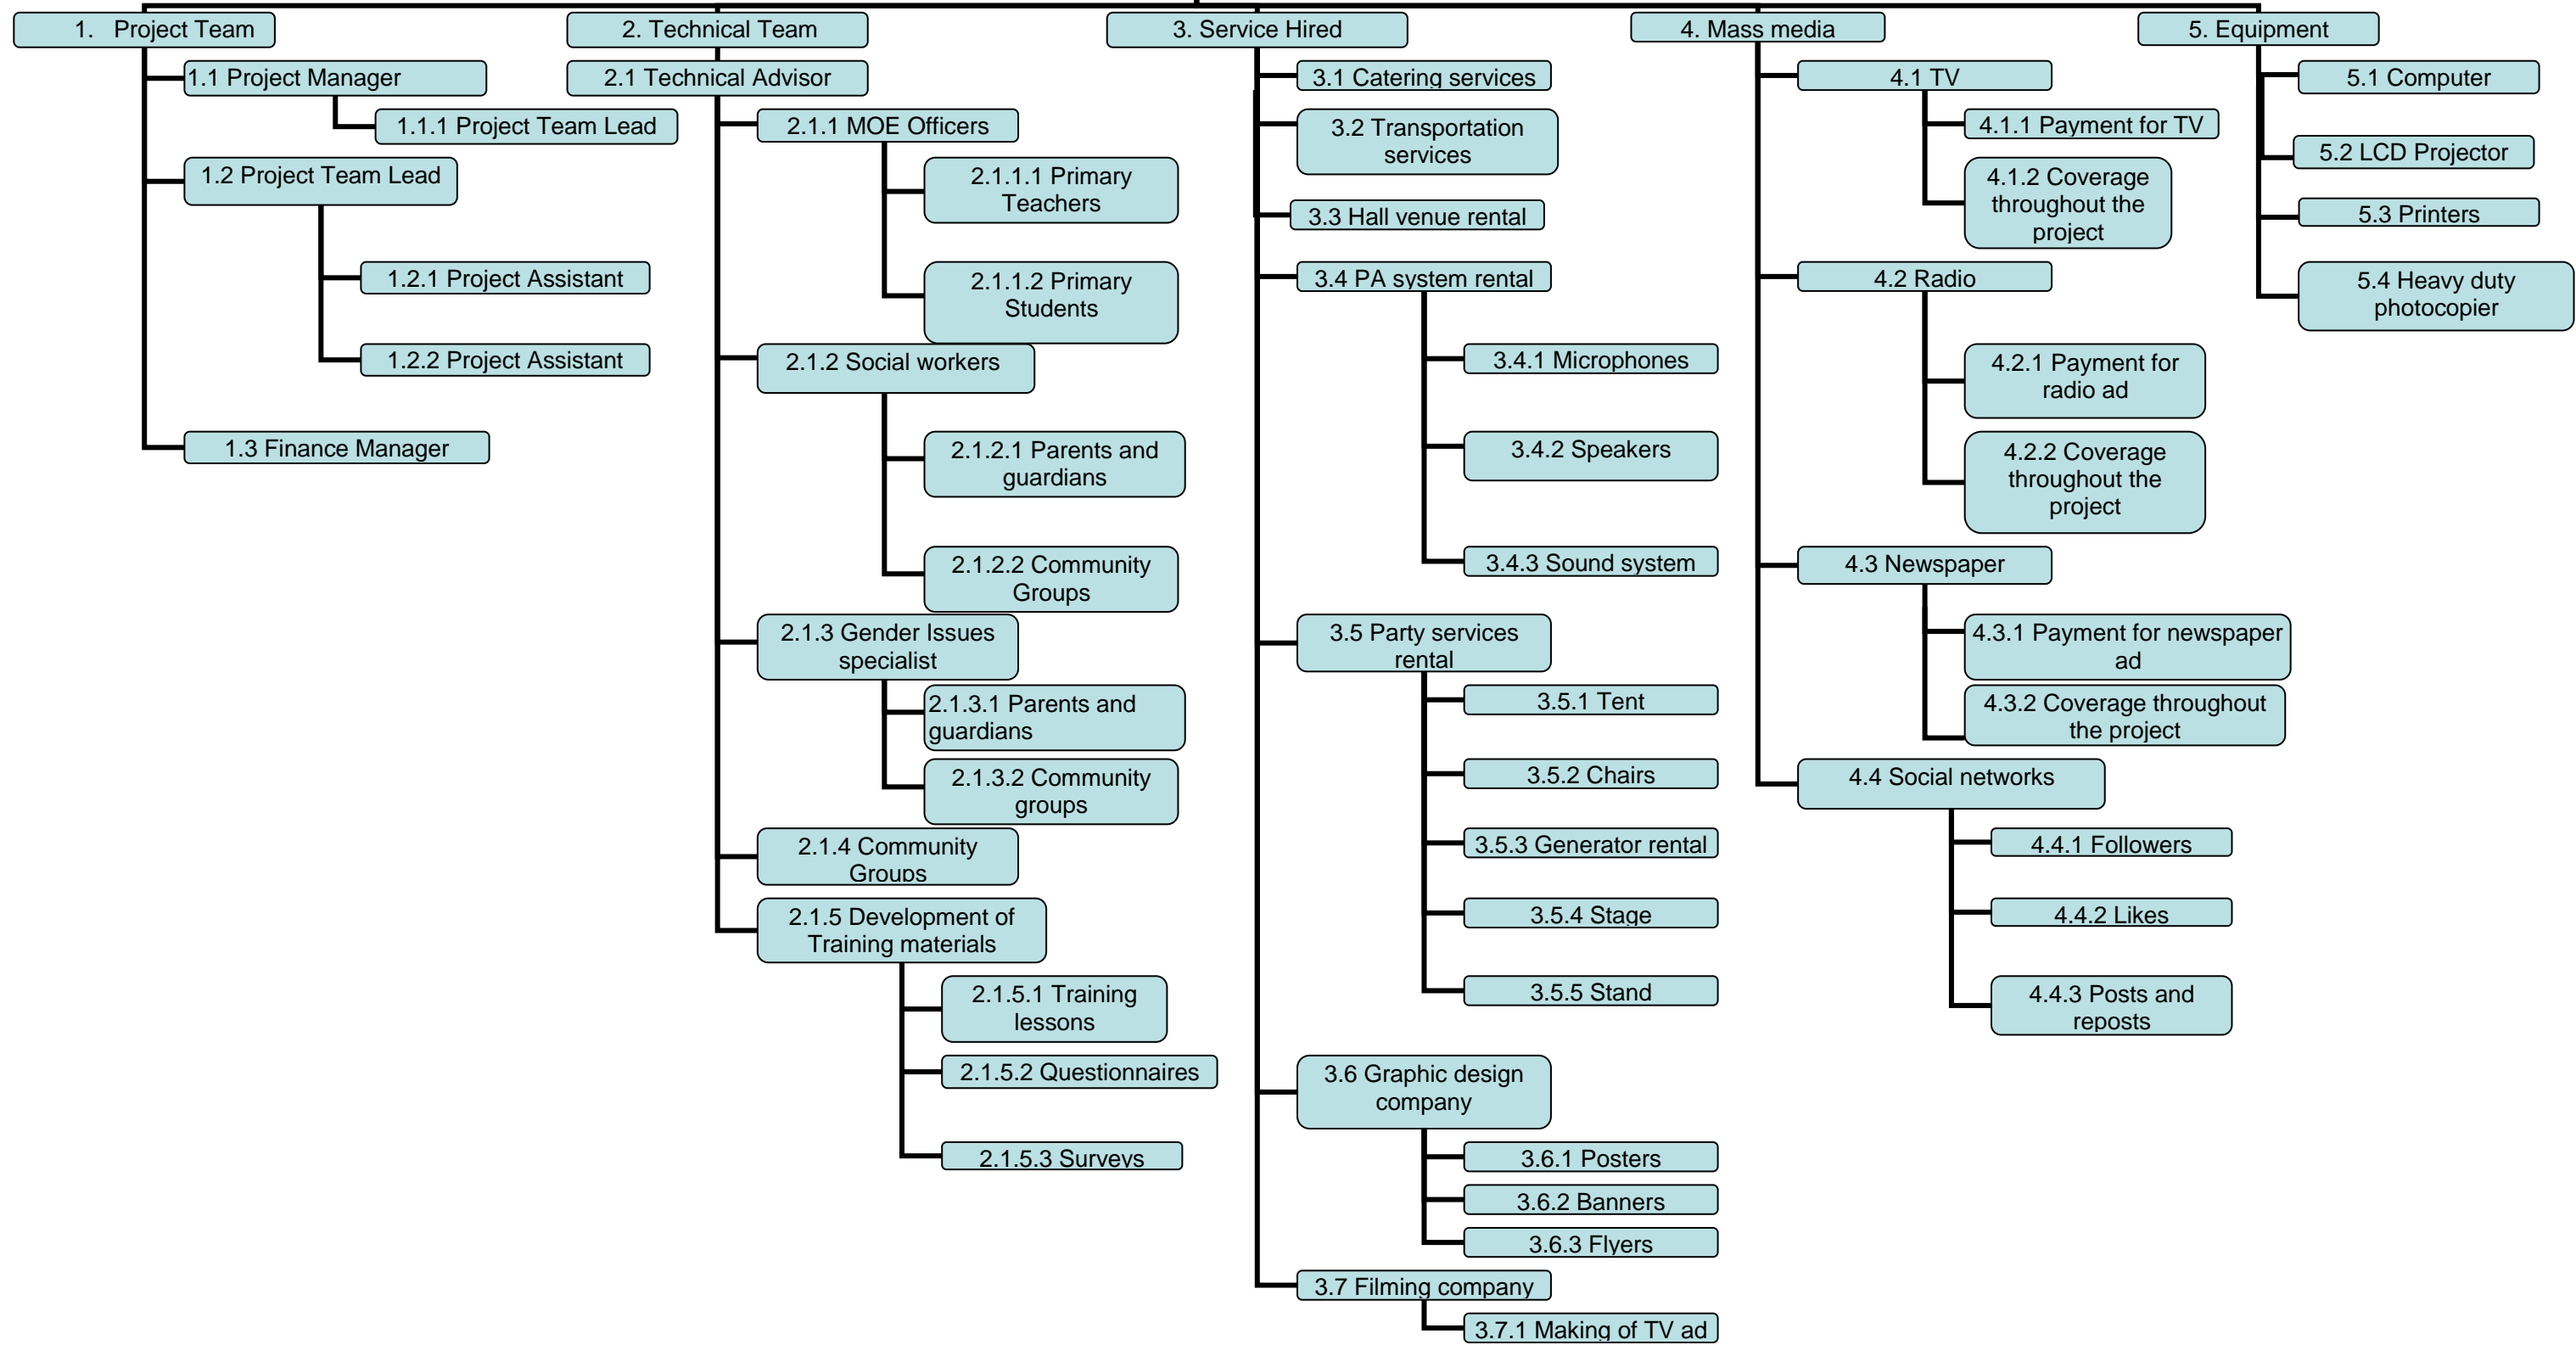 1. Project Team
1.1 Project Manager
1.1.1 Project Team Lead
1.2 Project Team Lead
1.2.1 Project Assistant
1.2.2 Project Assistant
1.3 Finance Manager
2. Technical Team
2.1 Technical Advisor
2.1.1 MOE Officers
2.1.1.1 Primary
Teachers
2.1.1.2 Primary
Students
2.1.2 Social workers
2.1.2.1 Parents and
guardians
2.1.2.2 Community
Groups
2.1.3 Gender Issues
specialist
2.1.3.1 Parents and
guardians
2.1.3.2 Community
groups
2.1.4 Community
Groups
2.1.5 Development of
Training materials
2.1.5.1 Training
lessons
2.1.5.2 Questionnaires
2.1.5.3 Surveys
3. Service Hired
3.1 Catering services
3.2 Transportation
services
3.3 Hall venue rental
3.4 PA system rental
3.4.1 Microphones
3.4.2 Speakers
3.4.3 Sound system
3.5 Party services
rental
3.5.1 Tent
3.5.2 Chairs
3.5.3 Generator rental
3.5.4 Stage
3.5.5 Stand
3.6 Graphic design
company
3.6.1 Posters
3.6.2 Banners
3.6.3 Flyers
3.7 Filming company
3.7.1 Making of TV ad
4. Mass media
4.1 TV
4.1.1 Payment for TV
4.1.2 Coverage
throughout the
project
4.2 Radio
4.2.1 Payment for
radio ad
4.2.2 Coverage
throughout the
project
4.3 Newspaper
4.3.1 Payment for newspaper
ad
4.3.2 Coverage throughout
the project
4.4 Social networks
4.4.1 Followers
4.4.2 Likes
4.4.3 Posts and
reposts
5. Equipment
5.1 Computer
5.2 LCD Projector
5.3 Printers
5.4 Heavy duty
photocopier